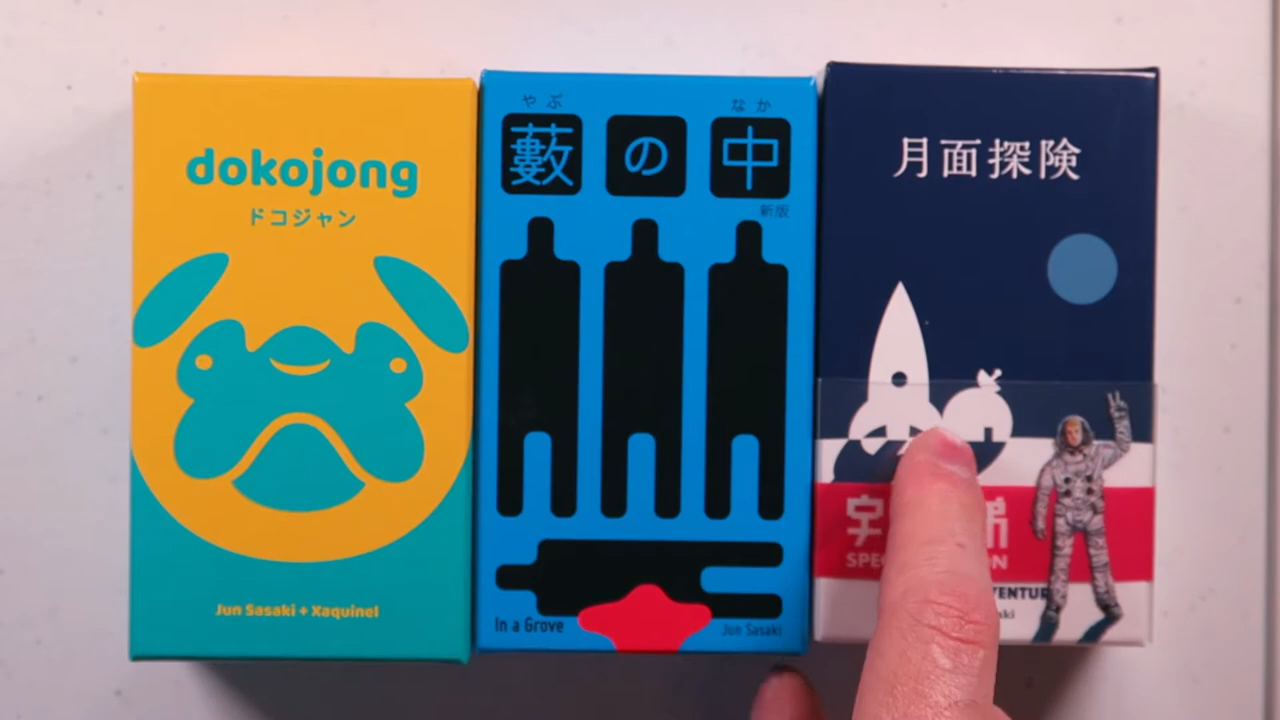 dokojong
ドコジャン
Jun Sasaki + Xaquinel
やぶ なか
藪の中
新版
In a Grove
Jun Sasaki
月面探険
宇